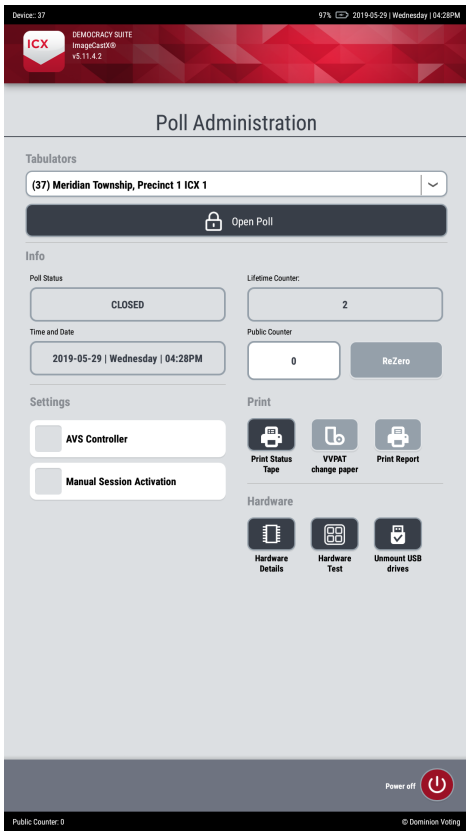 Device:: 37
97% 2019-05-29 | Wednesday | 04:28PM
ICX
DEMOCRACY SUITE
ImageCastX®
v5.11.4.2
Poll Administration
Tabulators
(37) Meridian Township, Precinct 1 ICX 1
Open Poll
Info
Poll Status
CLOSED
Lifetime Counter:
2
Time and Date
2019-05-29 | Wednesday | 04:28PM
Public Counter
0
ReZero
Settings
AVS Controller
Manual Session Activation
Print
Print Status
Tape
VVPAT
change paper
Print Report
Hardware
Hardware
Details
Hardware
Test
Unmount USB
drives
Power off
Public Counter: 0
© Dominion Voting